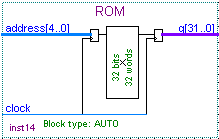 ROM
address[4..0]
q[31..0]
32 bits
32 words
clock
inst14
Block type: AUTO